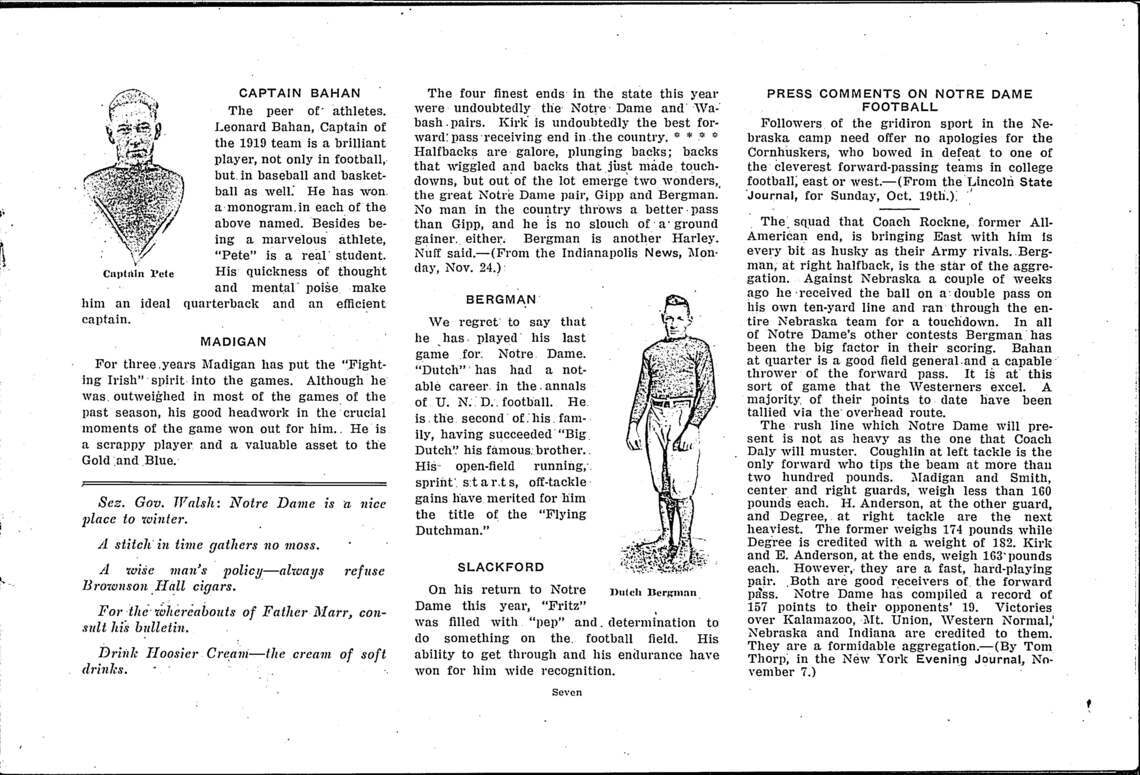 CAPTAIN BAHAN
The peer of athletes.
Leonard Bahan, Captain of
the 1919 team is a brilliant
player, not only in football,
but in baseball and basket-
ball as well. He has won
a monogram in each of the
above named. Besides be-
ing a marvelous athlete,
"Pete" is a real student.
His quickness of thought
and mental poise make
him an ideal quarterback and an efficient
captain.
Captain Pete
MADIGAN
For three years Madigan has put the "Fight-
ing Irish" spirit into the games. Although he
was outweighed in most of the games of the
past season, his good headwork in the crucial
moments of the game won out for him. He is
a scrappy player and a valuable asset to the
Gold and Blue.
Sez. Gov. Walsh: Notre Dame is a nice
place to winter.
A stitch in time gathers no moss.
A wise man's policy—always refuse
Brownson Hall cigars.
For the whereabouts of Father Marr, con-
sult his bulletin.
Drink Hoosier Cream—the cream of soft
drinks.
The four finest ends in the state this year
were undoubtedly the Notre Dame and Wa-
bash pairs. Kirk is undoubtedly the best for-
ward pass receiving end in the country. * * * *
Halfbacks are galore, plunging backs; backs
that wiggled and backs that just made touch-
downs, but out of the lot emerge two wonders,
the great Notre Dame pair, Gipp and Bergman.
No man in the country throws a better pass
than Gipp, and he is no slouch of a ground
gainer either. Bergman is another Harley.
Nuff said.—(From the Indianapolis News, Mon-
day, Nov. 24.)
BERGMAN
We regret to say that
he has played his last
game for Notre Dame.
"Dutch" has had a not-
able career in the annals
of U. N. D. football. He
is the second of his fam-
ily, having succeeded "Big
Dutch" his famous brother.
His open-field running,
sprint starts, off-tackle
gains have merited for him
the title of the "Flying
Dutchman."
Dutch Bergman
SLACKFORD
On his return to Notre
Dame this year, "Fritz"
was filled with "pep" and determination to
do something on the football field. His
ability to get through and his endurance have
won for him wide recognition.
PRESS COMMENTS ON NOTRE DAME
FOOTBALL
Followers of the gridiron sport in the Ne-
braska camp need offer no apologies for the
Cornhuskers, who bowed in defeat to one of
the cleverest forward-passing teams in college
football, east or west.—(From the Lincoln State
Journal, for Sunday, Oct. 19th.)
The squad that Coach Rockne, former All-
American end, is bringing East with him is
every bit as husky as their Army rivals. Berg-
man, at right halfback, is the star of the aggre-
gation. Against Nebraska a couple of weeks
ago he received the ball on a double pass on
his own ten-yard line and ran through the en-
tire Nebraska team for a touchdown. In all
of Notre Dame's other contests Bergman has
been the big factor in their scoring. Bahan
at quarter is a good field general and a capable
thrower of the forward pass. It is at this
sort of game that the Westerners excel. A
majority of their points to date have been
tallied via the overhead route.
The rush line which Notre Dame will pre-
sent is not as heavy as the one that Coach
Daly will muster. Coughlin at left tackle is the
only forward who tips the beam at more than
two hundred pounds. Madigan and Smith,
center and right guards, weigh less than 160
pounds each. H. Anderson, at the other guard,
and Degree, at right tackle are the next
heaviest. The former weighs 174 pounds while
Degree is credited with a weight of 182. Kirk
and E. Anderson, at the ends, weigh 163 pounds
each. However, they are a fast, hard-playing
pair. Both are good receivers of the forward
pass. Notre Dame has compiled a record of
157 points to their opponents' 19. Victories
over Kalamazoo, Mt. Union, Western Normal,
Nebraska and Indiana are credited to them.
They are a formidable aggregation.—(By Tom
Thorp, in the New York Evening Journal, No-
vember 7.)
Seven